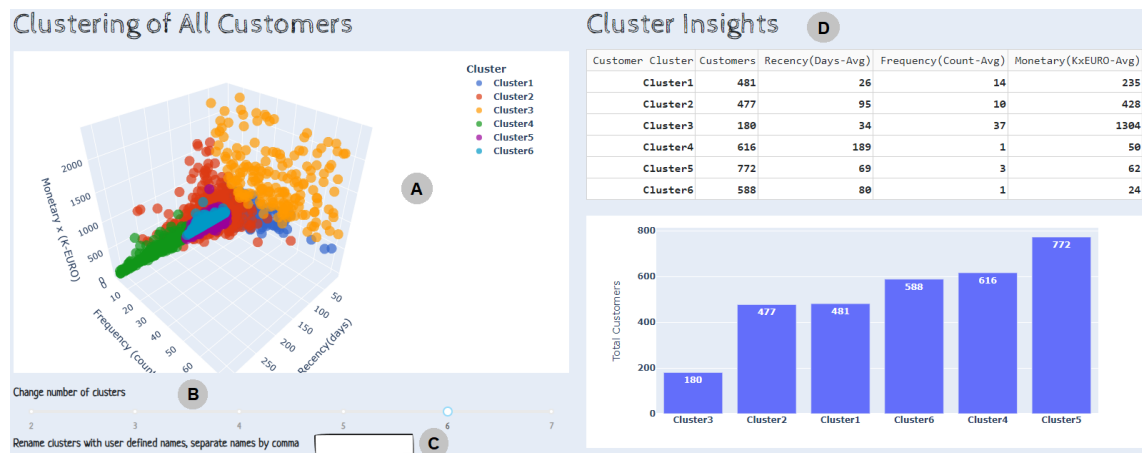 Clustering of All Customers
A
Cluster
Cluster1
Cluster2
Cluster3
Cluster4
Cluster5
Cluster6
Monetary x (K-EURO)
2000
1500
1000
500
0
Frequency (coun
0
10
20
30
40
50
60
Recency(days)
50
100
150
200
250
Change number of clusters
B
2 3 4 5 6 7
Rename clusters with user defined names, separate names by comma
C
Cluster Insights
D
Customer Cluster Customers Recency(Days-Avg) Frequency(Count-Avg) Monetary(KxEURO-Avg)
Cluster1 481 26 14 235
Cluster2 477 95 10 428
Cluster3 180 34 37 1304
Cluster4 616 189 1 50
Cluster5 772 69 3 62
Cluster6 588 80 1 24
Total Customers
800
600
400
200
0
180 477 481 588 616 772
Cluster3 Cluster2 Cluster1 Cluster6 Cluster4 Cluster5